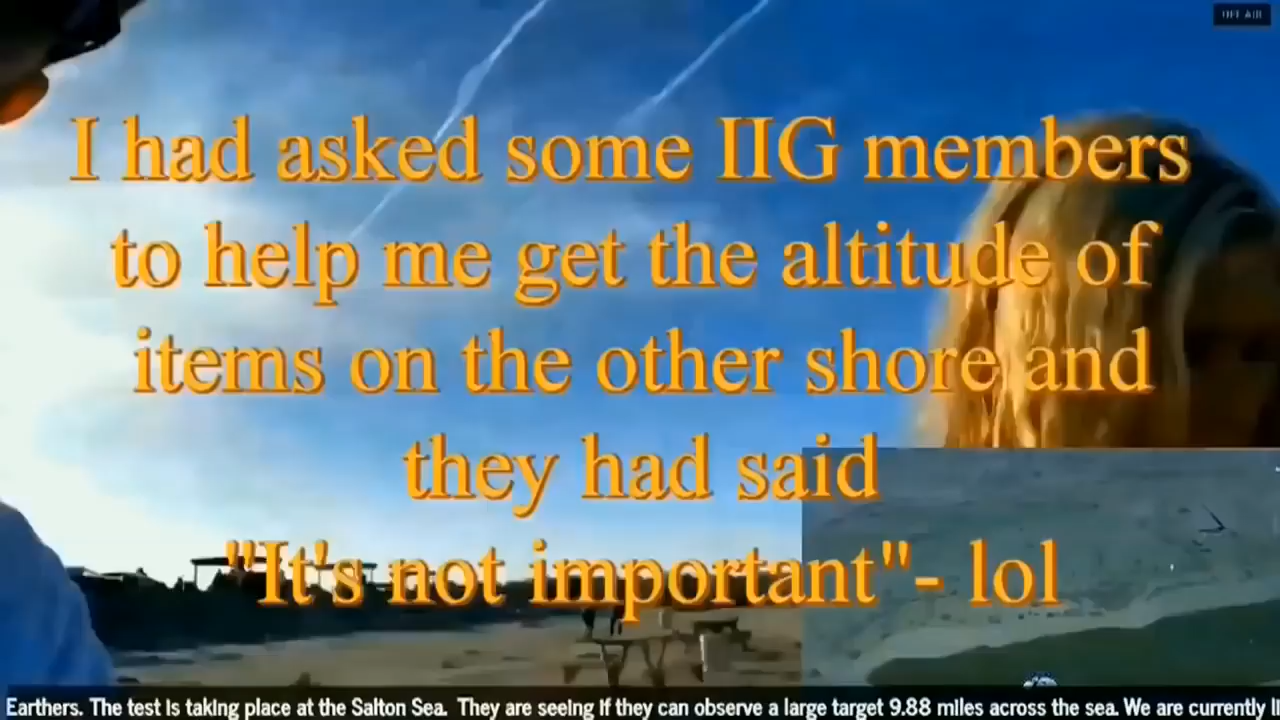 OFF AIR
I had asked some IIG members
to help me get the altitude of
items on the other shore and
they had said
"It's not important"- lol
Earthers. The test is taking place at the Salton Sea. They are seeing if they can observe a large target 9.88 miles across the sea. We are currently